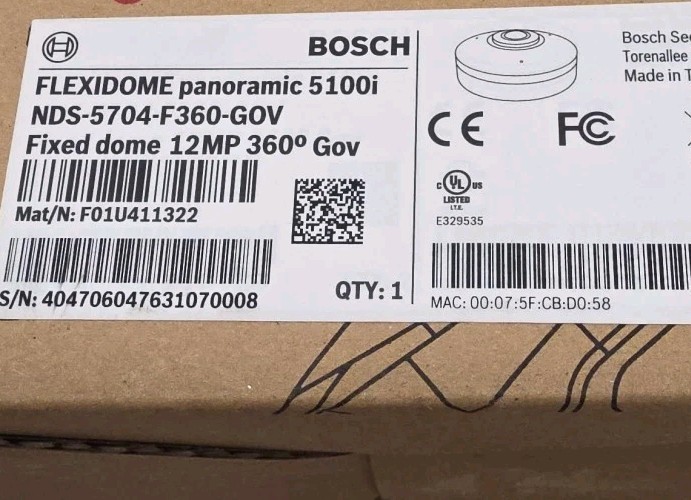 BOSCH
FLEXIDOME panoramic 5100i
NDS-5704-F360-GOV
Fixed dome 12MP 360º Gov
Mat/N: F01U411322
S/N: 404706047631070008
QTY: 1
Bosch Se
Torenallee
Made in T
CE
FC
c UL US
LISTED
I.T.E.
E329535
MAC: 00:07:5F:CB:D0:58